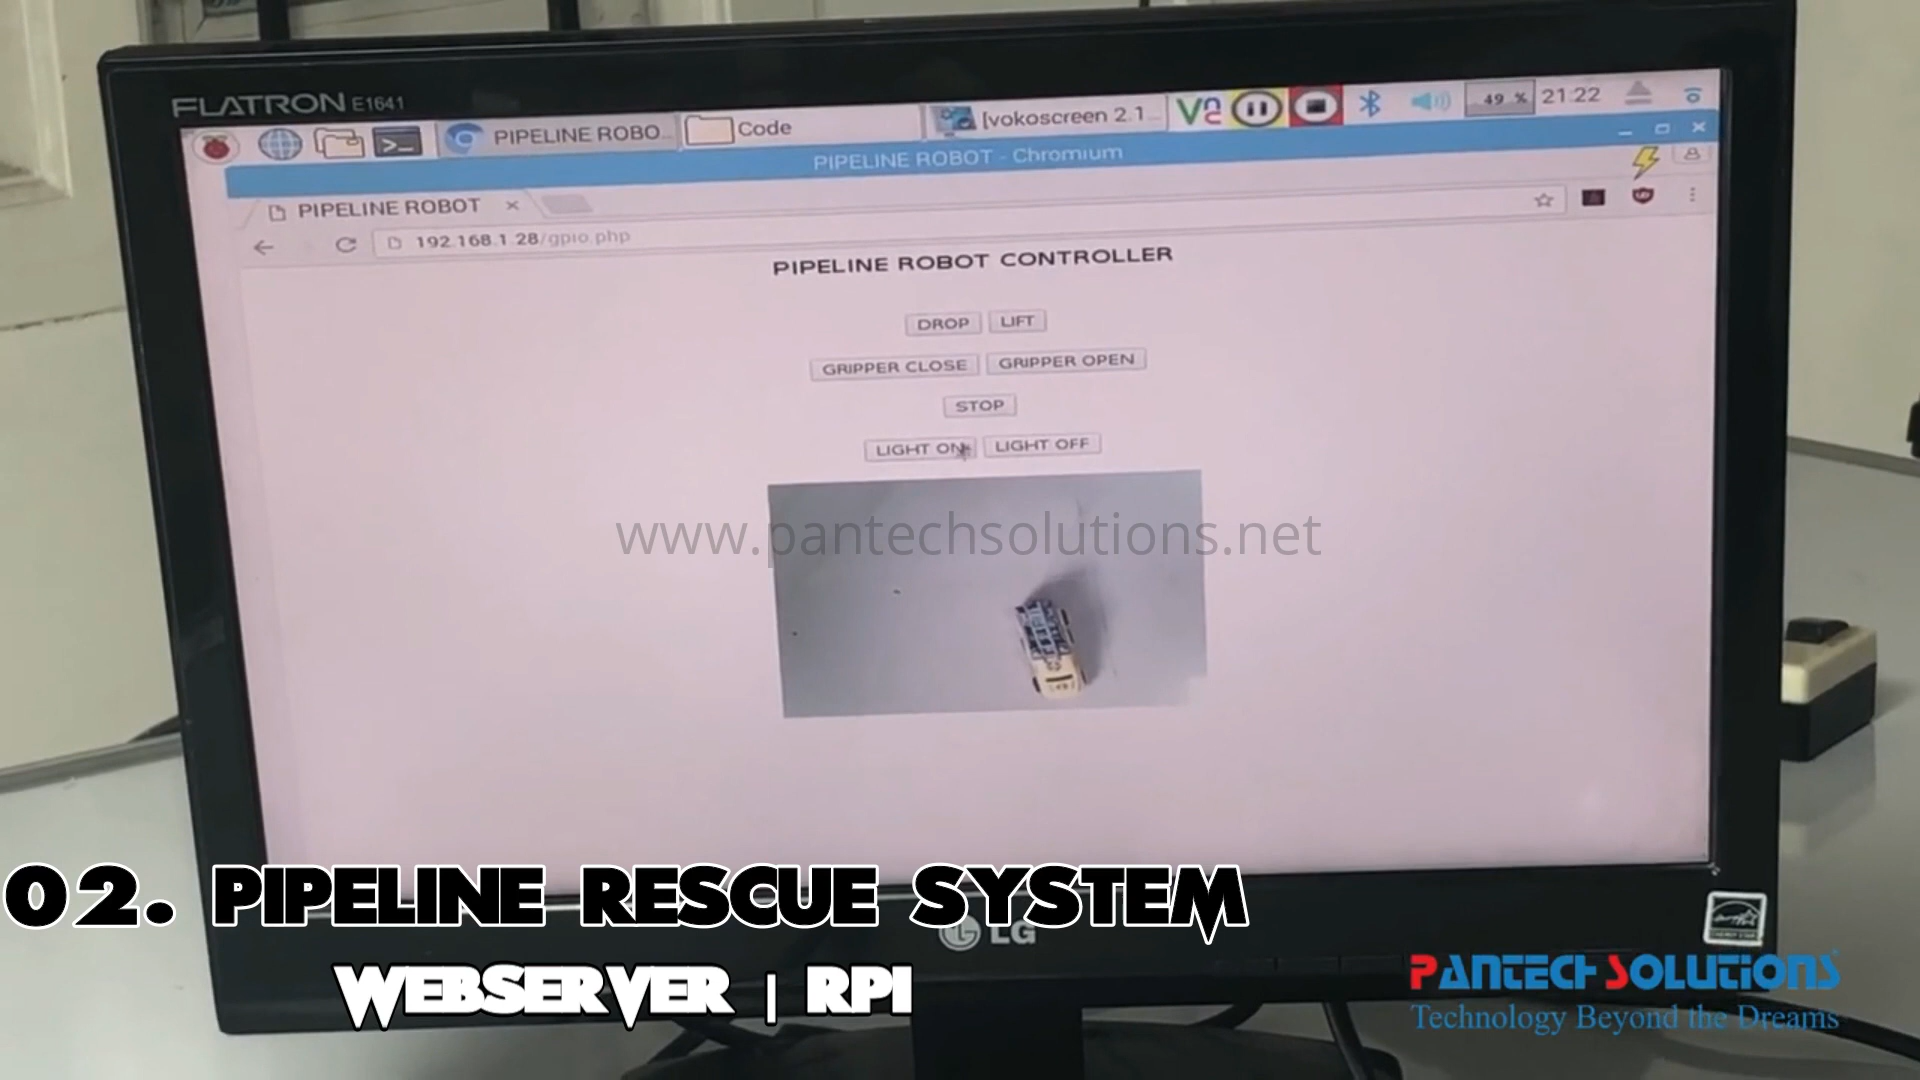 FLATRON E1641
PIPELINE ROBO...
Code
[vokoscreen 2.1...
49 %
21:22
PIPELINE ROBOT - Chromium
PIPELINE ROBOT
192.168.1.28/gpio.php
PIPELINE ROBOT CONTROLLER
DROP LIFT
GRIPPER CLOSE GRIPPER OPEN
STOP
LIGHT ON LIGHT OFF
www.pantechsolutions.net
02. PIPELINE RESCUE SYSTEM
LG
WEBSERVER | RPI
PANTECH SOLUTIONS
Technology Beyond the Dreams